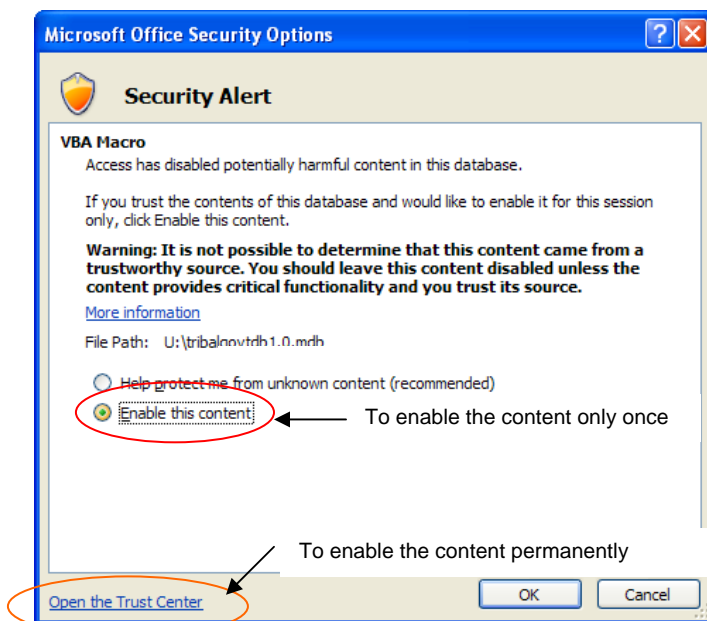 Microsoft Office Security Options
Security Alert
VBA Macro
Access has disabled potentially harmful content in this database.
If you trust the contents of this database and would like to enable it for this session
only, click Enable this content.
Warning: It is not possible to determine that this content came from a
trustworthy source. You should leave this content disabled unless the
content provides critical functionality and you trust its source.
More information
File Path: U:\tribalgovtdb1.0.mdb
Help protect me from unknown content (recommended)
Enable this content
To enable the content only once
To enable the content permanently
Open the Trust Center
OK
Cancel